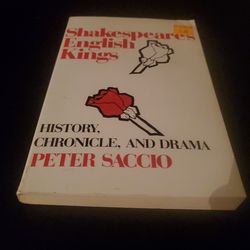 Shakespeare's
English
Kings
HISTORY,
CHRONICLE, AND DRAMA
PETER SACCIO